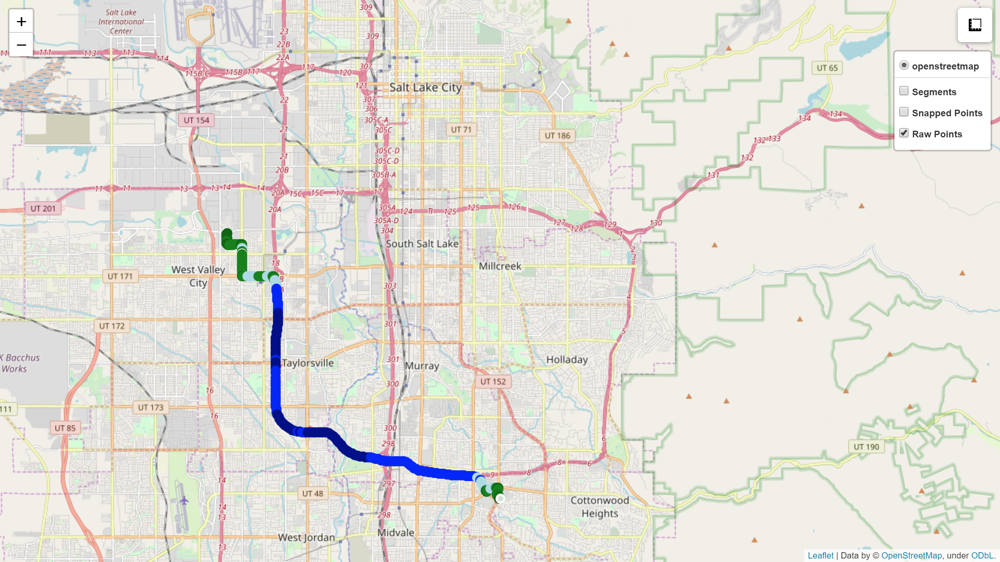 +
−
Salt Lake
International
Center
309
23
22B
309
111
113
113
114
22A
117
115B-C
115B
117
120
307
121
Salt Lake City
UT 65
openstreetmap
Segments
Snapped Points
Raw Points
22
307
306
305C-A
305C
UT 154
21
UT 71
UT 186
134
134
132
133
132
305C-D
305C-D
21
20B
305B-A
131
11
11
13
13
14
14
20A
15C
15C
17
17
UT 201
20A
305A
124
125
125
126
305A-D
304
127
128
129
1
130
2
3
South Salt Lake
18
West Valley
City
UT 171
B
Millcreek
303
4
UT 172
301
5
K Bacchus
Works
Taylorsville
301
Murray
Holladay
300
UT 152
16
111
UT 173
16
UT 85
300
298
6
UT 190
8
6
8
9
14
297
UT 48
Cottonwood
Heights
14
13
298
West Jordan
Midvale
13
Leaflet | Data by © OpenStreetMap, under ODbL.